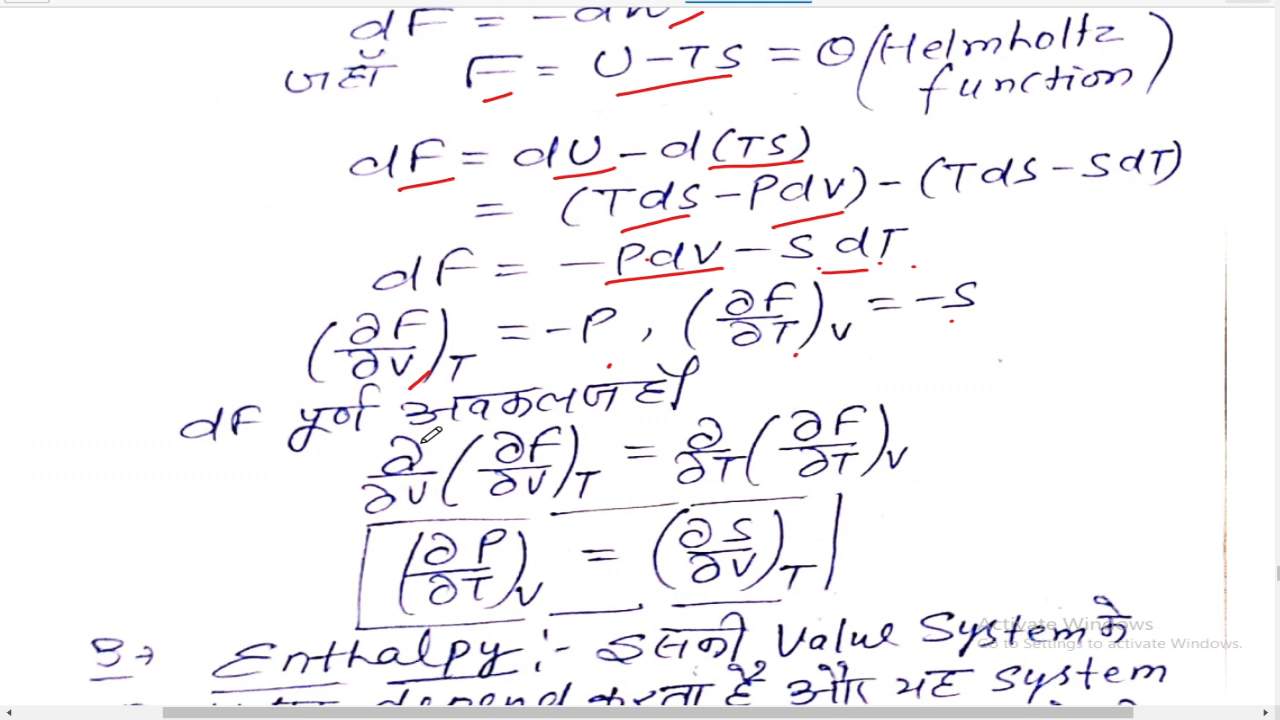 dF = -dW
जहाँ F = U-TS = O (Helmholtz function)
dF = dU - d(TS)
= (Tds - Pdv) - (Tds - SdT)
dF = - PdV - S dT
(∂F/∂V)T = -P, (∂F/∂T)V = -S
dF पूर्ण अवकलज है।
∂/∂V (∂F/∂V)T = ∂/∂T (∂F/∂T)V
(∂P/∂T)V = (∂S/∂V)T
3→ Enthalpy :- इसकी Value System के
depend करता है और यह system
Activate Windows
Go to Settings to activate Windows.